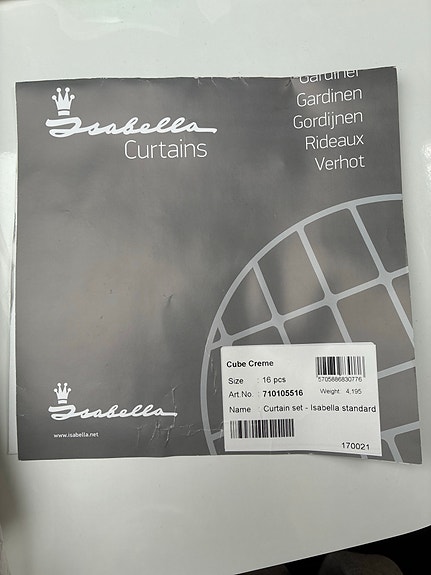 Gardiner
Gardinen
Gordijnen
Rideaux
Verhot
Isabella
Curtains
Isabella
www.isabella.net
Cube Creme
Size : 16 pcs
5705886830776
Art.No. : 710105516 Weight: 4,195
Name : Curtain set - Isabella standard
170021